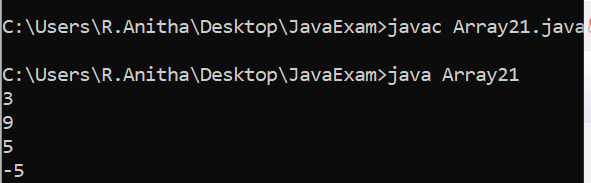 C:\Users\R.Anitha\Desktop\JavaExam>javac Array21.java
C:\Users\R.Anitha\Desktop\JavaExam>java Array21
3
9
5
-5